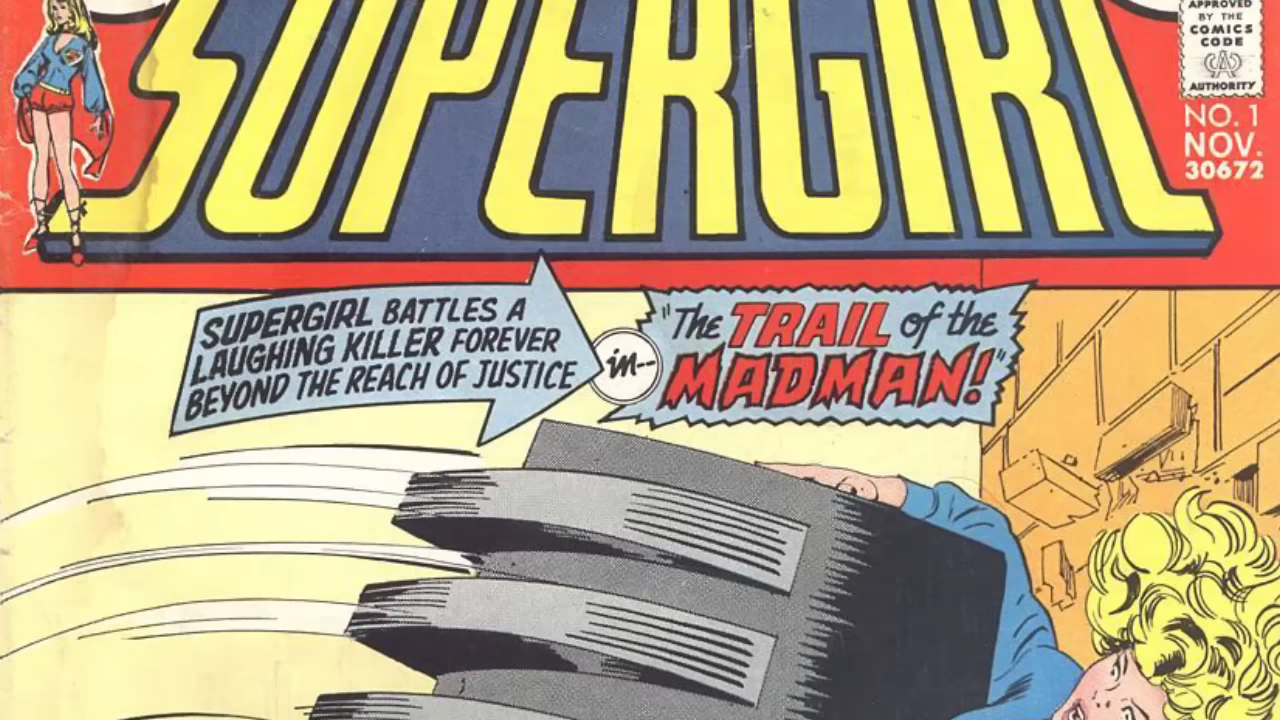 SUPERGIRL
APPROVED
BY THE
COMICS
CODE
CA
AUTHORITY
NO. 1
NOV.
30672
SUPERGIRL BATTLES A
LAUGHING KILLER FOREVER
BEYOND THE REACH OF JUSTICE
in--
"The TRAIL of the
MADMAN!"